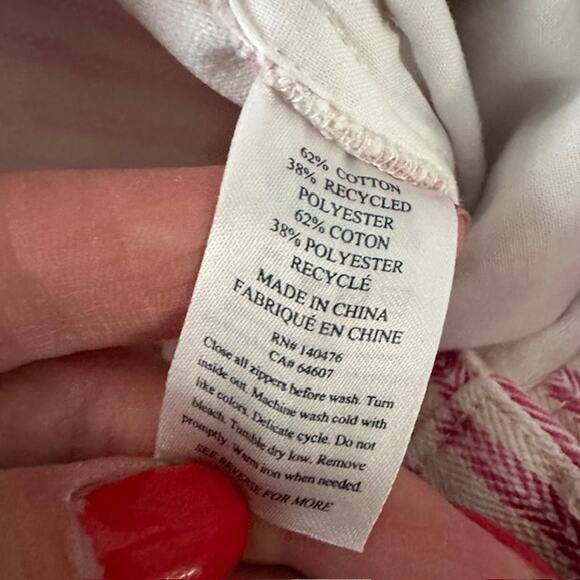 62% COTTON
38% RECYCLED
POLYESTER
62% COTON
38% POLYESTER
RECYCLÉ
MADE IN CHINA
FABRIQUÉ EN CHINE
RN# 140476
CA# 64607
Close all zippers before wash. Turn
inside out. Machine wash cold with
like colors. Delicate cycle. Do not
bleach. Tumble dry low. Remove
promptly. Warm iron when needed.
SEE REVERSE FOR MORE